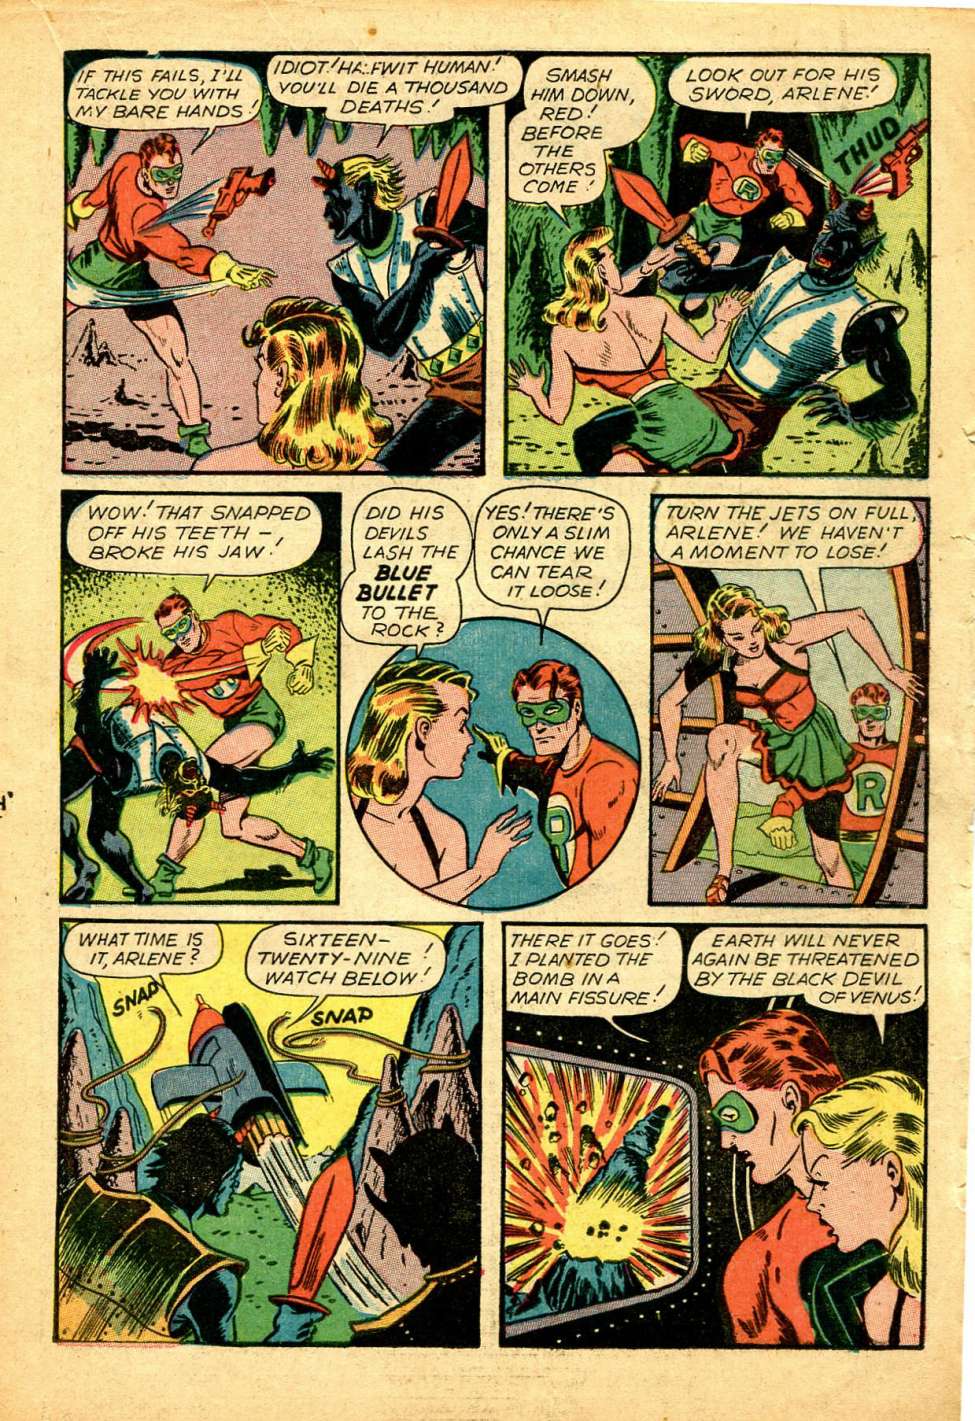 IF THIS FAILS, I'LL
TACKLE YOU WITH
MY BARE HANDS!
IDIOT! HALFWIT HUMAN!
YOU'LL DIE A THOUSAND
DEATHS!
SMASH
HIM DOWN,
RED!
BEFORE
THE
OTHERS
COME!
LOOK OUT FOR HIS
SWORD, ARLENE!
THUD
R
WOW! THAT SNAPPED
OFF HIS TEETH -
BROKE HIS JAW!
DID HIS
DEVILS
LASH THE
BLUE
BULLET
TO THE
ROCK?
YES! THERE'S
ONLY A SLIM
CHANCE WE
CAN TEAR
IT LOOSE!
R
TURN THE JETS ON FULL,
ARLENE! WE HAVEN'T
A MOMENT TO LOSE!
R
WHAT TIME IS
IT, ARLENE?
SNAP
SIXTEEN-
TWENTY-NINE!
WATCH BELOW!
SNAP
THERE IT GOES!
I PLANTED THE
BOMB IN A
MAIN FISSURE!
EARTH WILL NEVER
AGAIN BE THREATENED
BY THE BLACK DEVIL
OF VENUS!